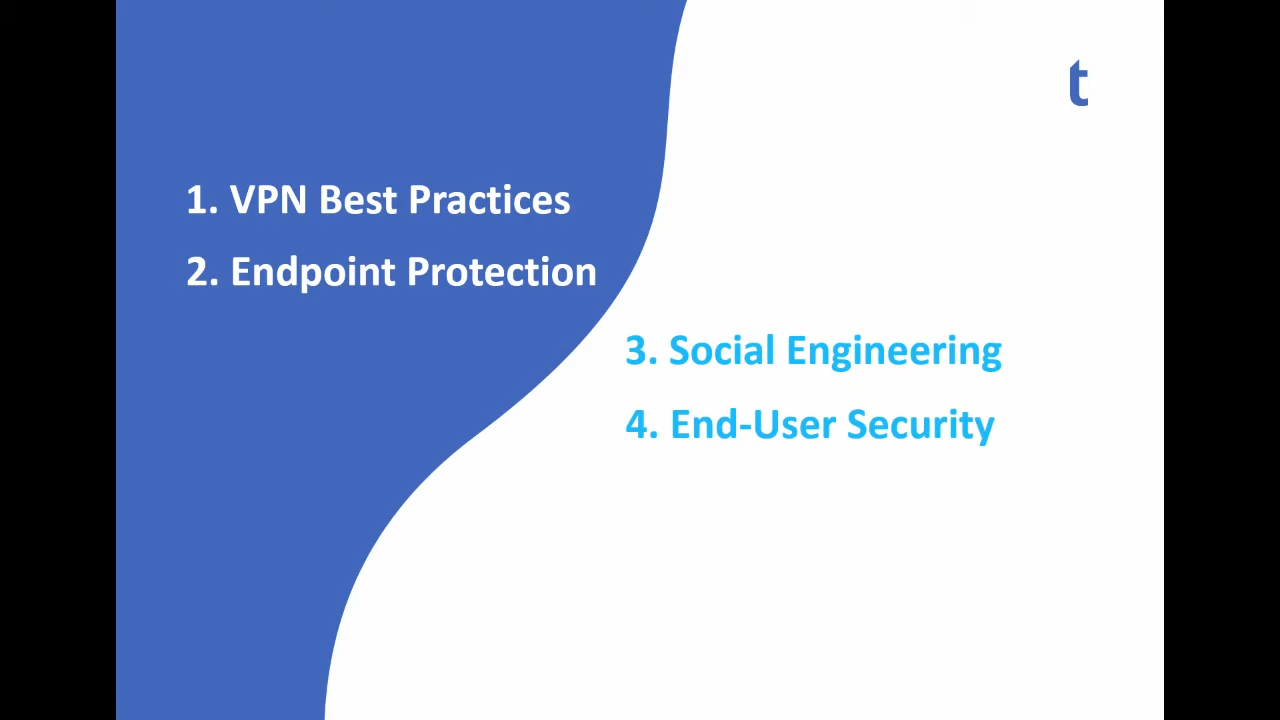 t
1. VPN Best Practices
2. Endpoint Protection
3. Social Engineering
4. End-User Security